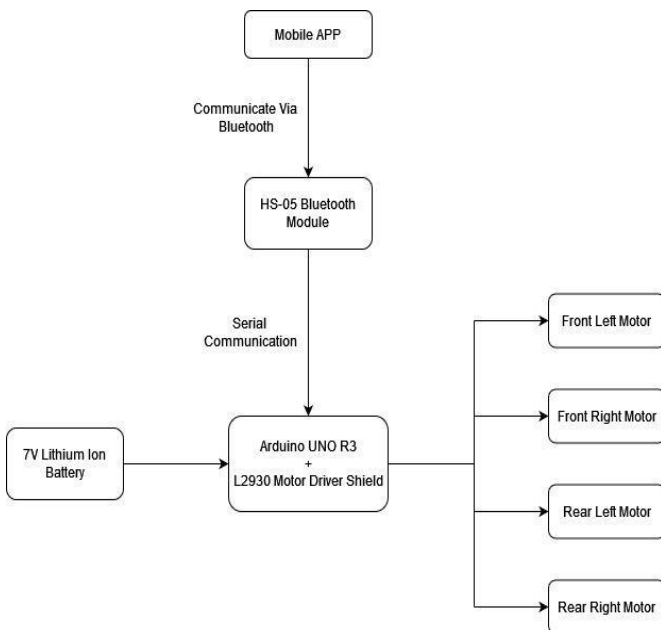 Mobile APP
Communicate Via
Bluetooth
HS-05 Bluetooth
Module
Serial
Communication
Front Left Motor
Front Right Motor
7V Lithium Ion
Battery
Arduino UNO R3
+
L2930 Motor Driver Shield
Rear Left Motor
Rear Right Motor